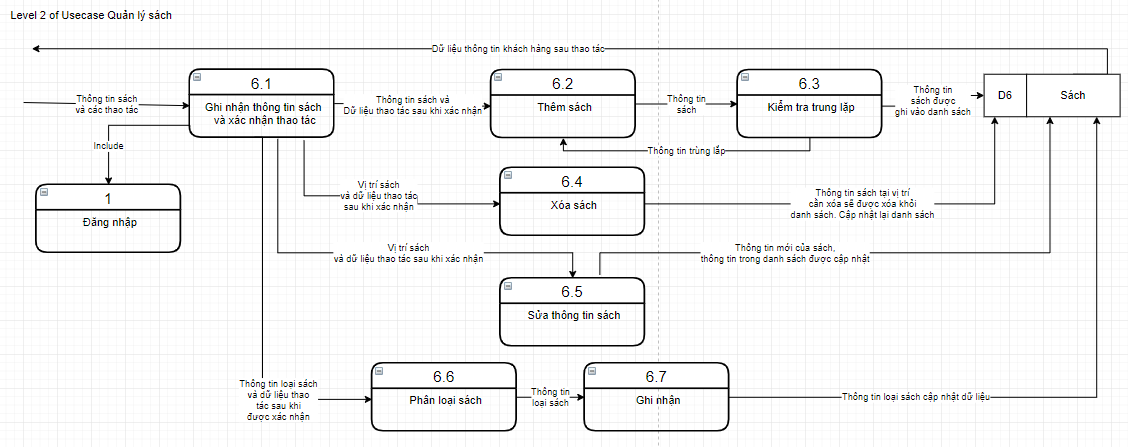 Level 2 of Usecase Quản lý sách
Dữ liệu thông tin khách hàng sau thao tác
6.1
Ghi nhận thông tin sách
và xác nhận thao tác
6.2
Thêm sách
6.3
Kiểm tra trung lặp
D6
Sách
Thông tin sách
và các thao tác
Thông tin sách và
Dữ liệu thao tác sau khi xác nhận
Thông tin
sách
Thông tin
sách được
ghi vào danh sách
Include
Thông tin trùng lặp
1
Đăng nhập
Vị trí sách
và dữ liệu thao tác
sau khi xác nhận
6.4
Xóa sách
Thông tin sách tại vị trí
cần xóa sẽ được xóa khỏi
danh sách. Cập nhật lại danh sách
Vị trí sách
và dữ liệu thao tác sau khi xác nhận
Thông tin mới của sách,
thông tin trong danh sách được cập nhật
6.5
Sửa thông tin sách
Thông tin loại sách
và dữ liệu thao
tác sau khi
được xác nhận
6.6
Phân loại sách
Thông tin
loại sách
6.7
Ghi nhận
Thông tin loại sách cập nhật dữ liệu